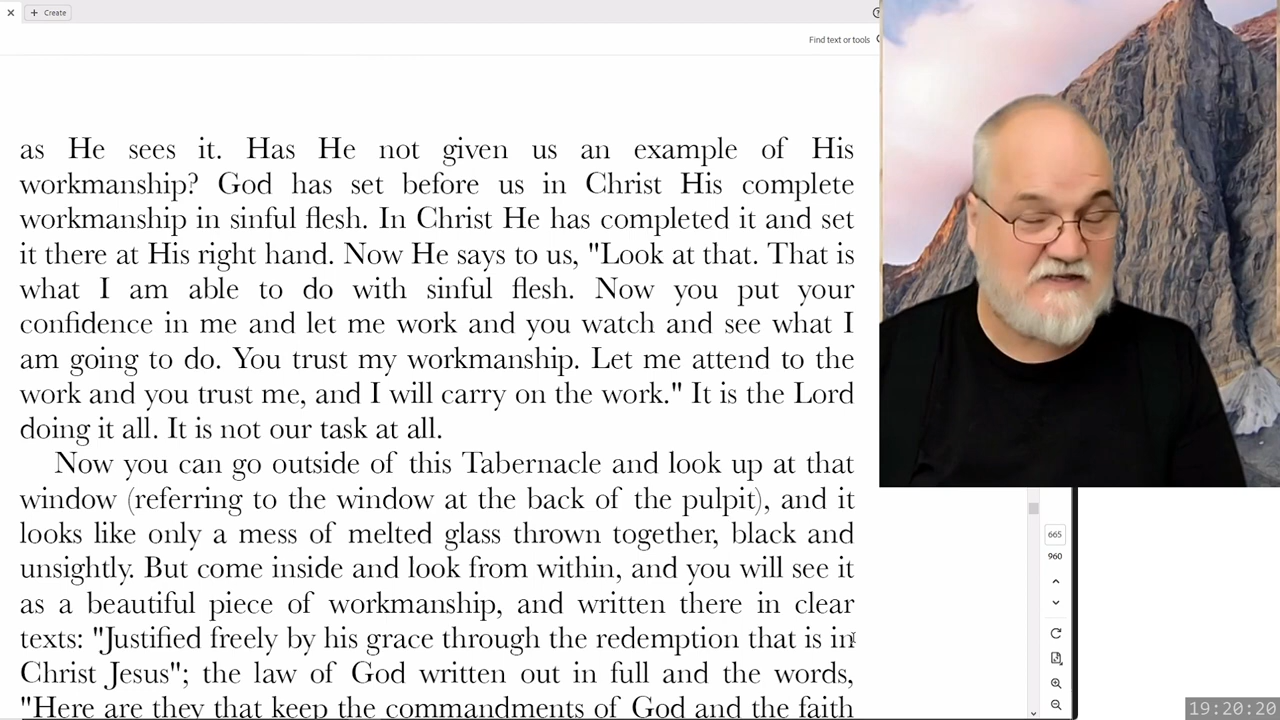 Create
Find text or tools
as He sees it. Has He not given us an example of His
workmanship? God has set before us in Christ His complete
workmanship in sinful flesh. In Christ He has completed it and set
it there at His right hand. Now He says to us, "Look at that. That is
what I am able to do with sinful flesh. Now you put your
confidence in me and let me work and you watch and see what I
am going to do. You trust my workmanship. Let me attend to the
work and you trust me, and I will carry on the work." It is the Lord
doing it all. It is not our task at all.
Now you can go outside of this Tabernacle and look up at that
window (referring to the window at the back of the pulpit), and it
looks like only a mess of melted glass thrown together, black and
unsightly. But come inside and look from within, and you will see it
as a beautiful piece of workmanship, and written there in clear
texts: "Justified freely by his grace through the redemption that is in
Christ Jesus"; the law of God written out in full and the words,
"Here are they that keep the commandments of God and the faith
665
960
19:20:20